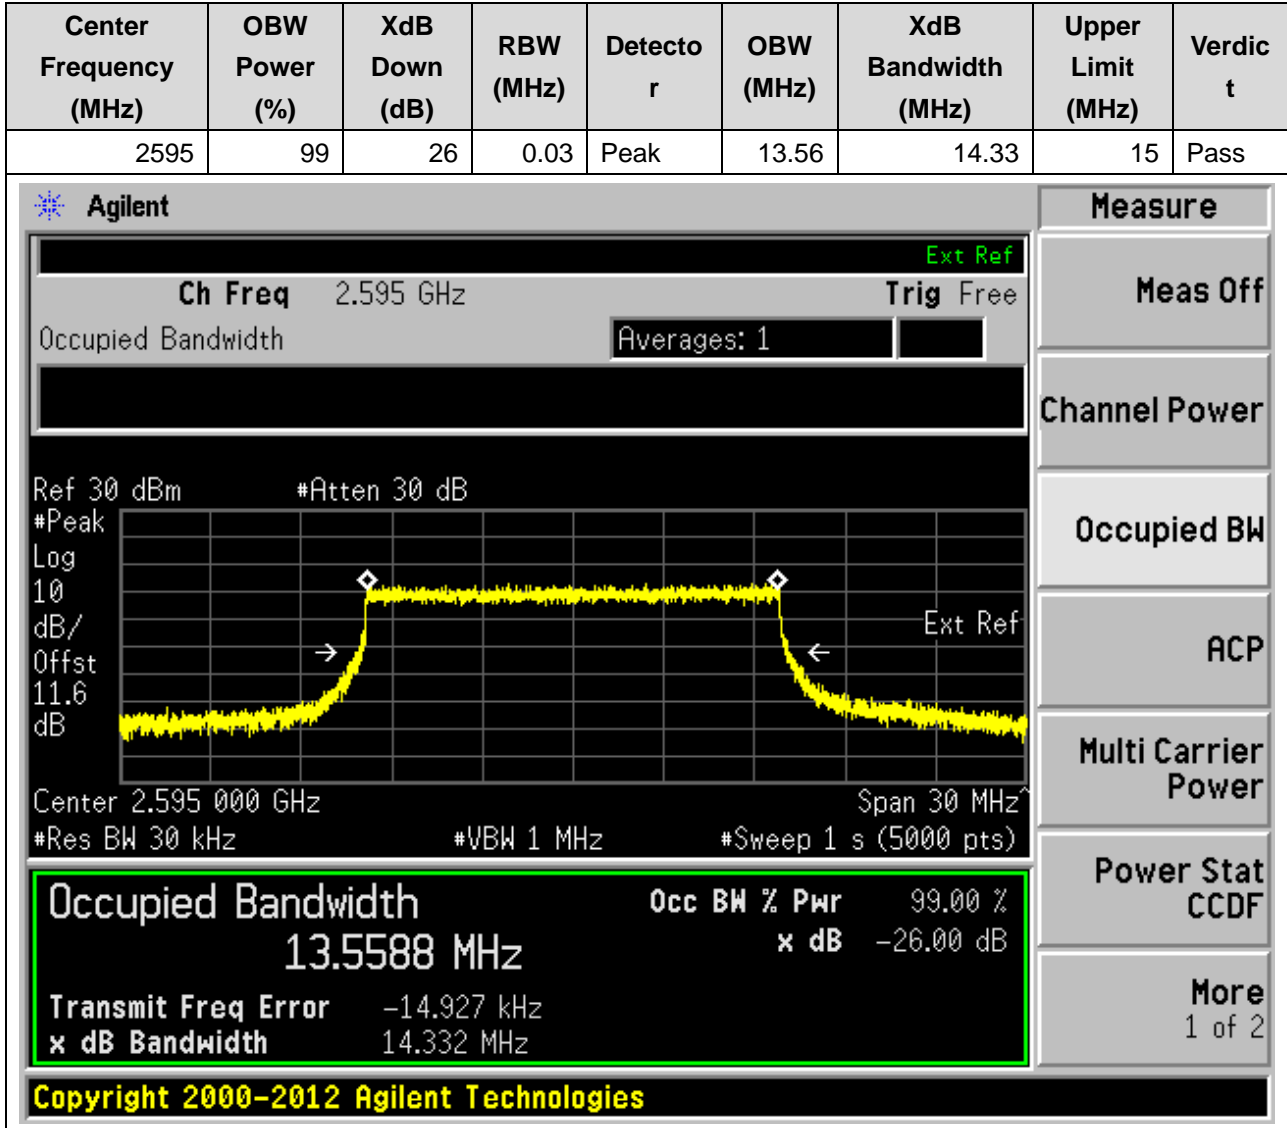 Center Frequency (MHz) OBW Power (%) XdB Down (dB) RBW (MHz) Detecto r OBW (MHz) XdB Bandwidth (MHz) Upper Limit (MHz) Verdic t
2595 99 26 0.03 Peak 13.56 14.33 15 Pass
Agilent
Measure
Ext Ref
Ch Freq 2.595 GHz Trig Free
Meas Off
Occupied Bandwidth Averages: 1
Channel Power
Ref 30 dBm #Atten 30 dB
#Peak
Log
10
dB/
Offst
11.6
dB
Ext Ref
Occupied BW
ACP
Center 2.595 000 GHz Span 30 MHz^
#Res BW 30 kHz #VBW 1 MHz #Sweep 1 s (5000 pts)
Multi Carrier
Power
Occupied Bandwidth Occ BW % Pwr 99.00 %
13.5588 MHz x dB -26.00 dB
Power Stat
CCDF
Transmit Freq Error -14.927 kHz
x dB Bandwidth 14.332 MHz
More
1 of 2
Copyright 2000-2012 Agilent Technologies